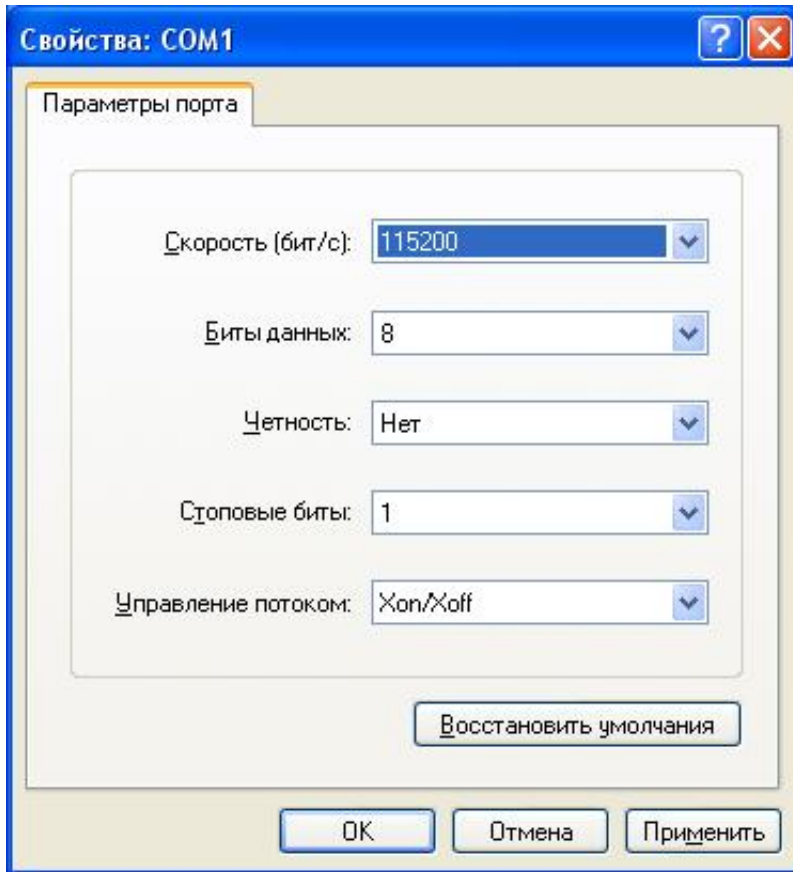 Свойства: COM1
Параметры порта
Скорость (бит/с): 115200
Биты данных: 8
Четность: Нет
Стоповые биты: 1
Управление потоком: Xon/Xoff
Восстановить умолчания
OK Отмена Применить